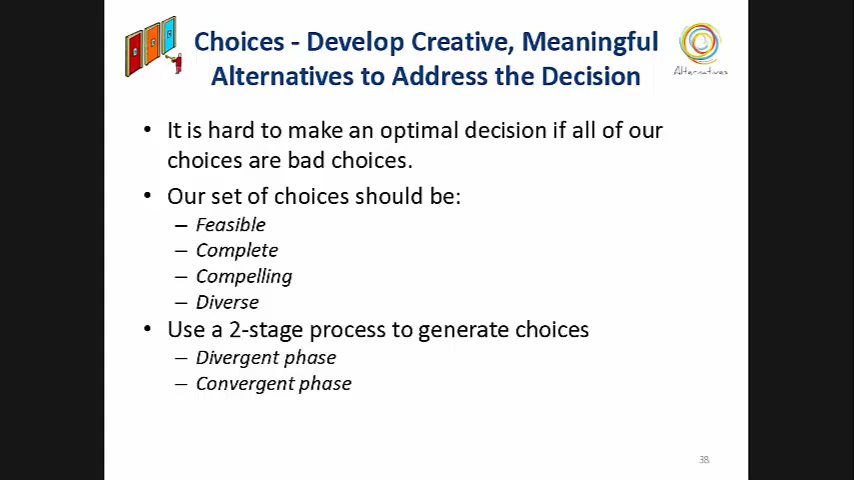 Choices - Develop Creative, Meaningful
Alternatives to Address the Decision
Alternatives
• It is hard to make an optimal decision if all of our
choices are bad choices.
• Our set of choices should be:
– Feasible
– Complete
– Compelling
– Diverse
• Use a 2-stage process to generate choices
– Divergent phase
– Convergent phase
38